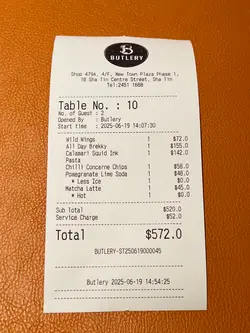 B
BUTLERY
Shop 479A, 4/F, New Town Plaza Phase 1,
18 Sha Tin Centre Street, Sha Tin
Tel:2451 1668
Table No. : 10
No. of Guest : 2
Opened By : Butlery
Start time : 2025-06-19 14:07:30
Wild Wings 1 $72.0
All Day Brekky 1 $155.0
Calamari Squid Ink 1 $142.0
Pasta
Chilli Concerne Chips 1 $58.0
Pomegranate Lime Soda 1 $48.0
* Less Ice 1 $0.0
Matcha Latte 1 $45.0
* Hot 1 $0.0
Sub Total $520.0
Service Charge $52.0
Total $572.0
BUTLERY-ST250619000045
Butlery 2025-06-19 14:54:25